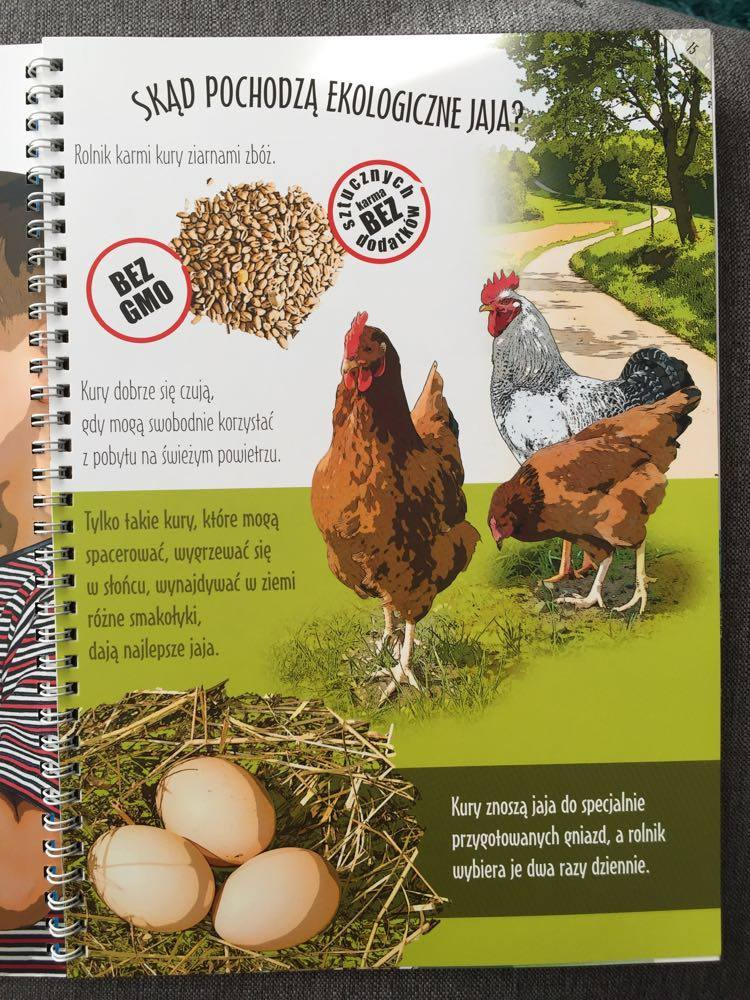 15
SKĄD POCHODZĄ EKOLOGICZNE JAJA?
Rolnik karmi kury ziarnami zbóż.
sztucznych
karma
BEZ
dodatków
BEZ
GMO
Kury dobrze się czują,
gdy mogą swobodnie korzystać
z pobytu na świeżym powietrzu.
Tylko takie kury, które mogą
spacerować, wygrzewać się
w słońcu, wynajdywać w ziemi
różne smakołyki,
dają najlepsze jaja.
Kury znoszą jaja do specjalnie
przygotowanych gniazd, a rolnik
wybiera je dwa razy dziennie.